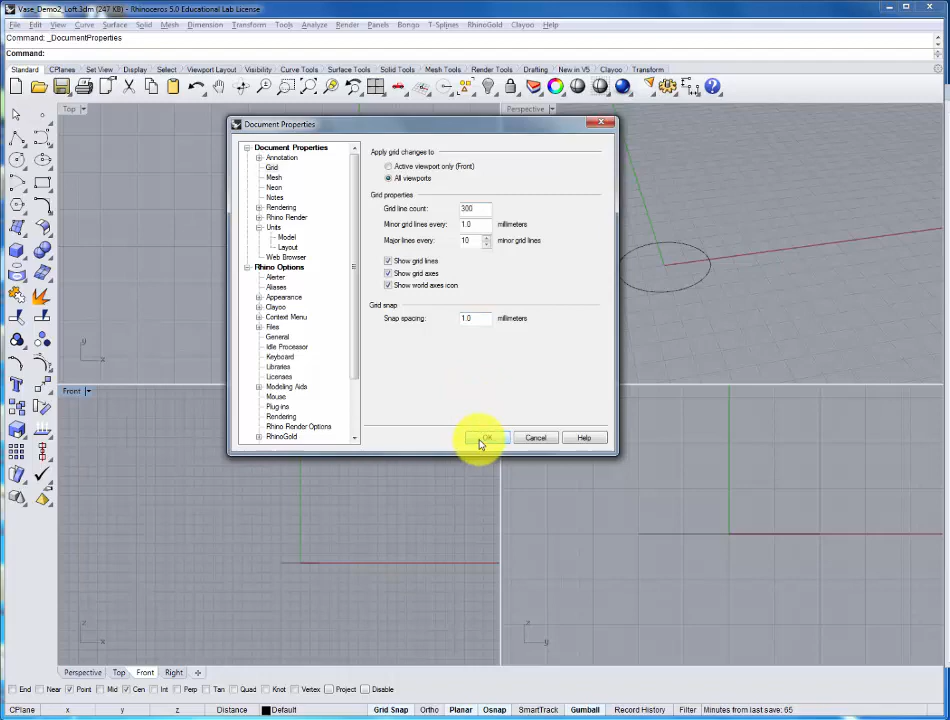 Vase_Demo2_Loft.3dm (247 KB) - Rhinoceros 5.0 Educational Lab License
File Edit View Curve Surface Solid Mesh Dimension Transform Tools Analyze Render Panels Bongo T-Splines RhinoGold Clayoo Help
Command: _DocumentProperties
Command:
Standard CPlanes Set View Display Select Viewport Layout Visibility Curve Tools Surface Tools Solid Tools Mesh Tools Render Tools Drafting New in V5 Clayoo Transform
Top
Perspective
Document Properties
Document Properties
Annotation
Grid
Mesh
Neon
Notes
Rendering
Rhino Render
Units
Model
Layout
Web Browser
Rhino Options
Alerter
Aliases
Appearance
Clayoo
Context Menu
Files
General
Idle Processor
Keyboard
Libraries
Licenses
Modeling Aids
Mouse
Plug-ins
Rendering
Rhino Render Options
RhinoGold
Apply grid changes to
Active viewport only (Front)
All viewports
Grid properties
Grid line count: 300
Minor grid lines every: 1.0 millimeters
Major lines every: 10 minor grid lines
Show grid lines
Show grid axes
Show world axes icon
Grid snap
Snap spacing: 1.0 millimeters
OK Cancel Help
y
x
Front
z
x
z
y
Perspective Top Front Right
End Near Point Mid Cen Int Perp Tan Quad Knot Vertex Project Disable
CPlane x y z Distance Default Grid Snap Ortho Planar Osnap SmartTrack Gumball Record History Filter Minutes from last save: 65